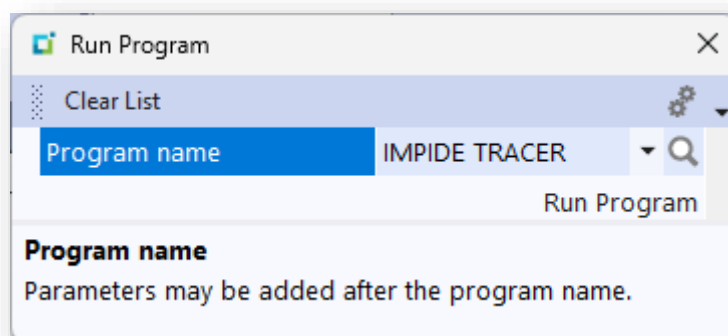 Run Program
Clear List
Program name IMPIDE TRACER
Run Program
Program name
Parameters may be added after the program name.